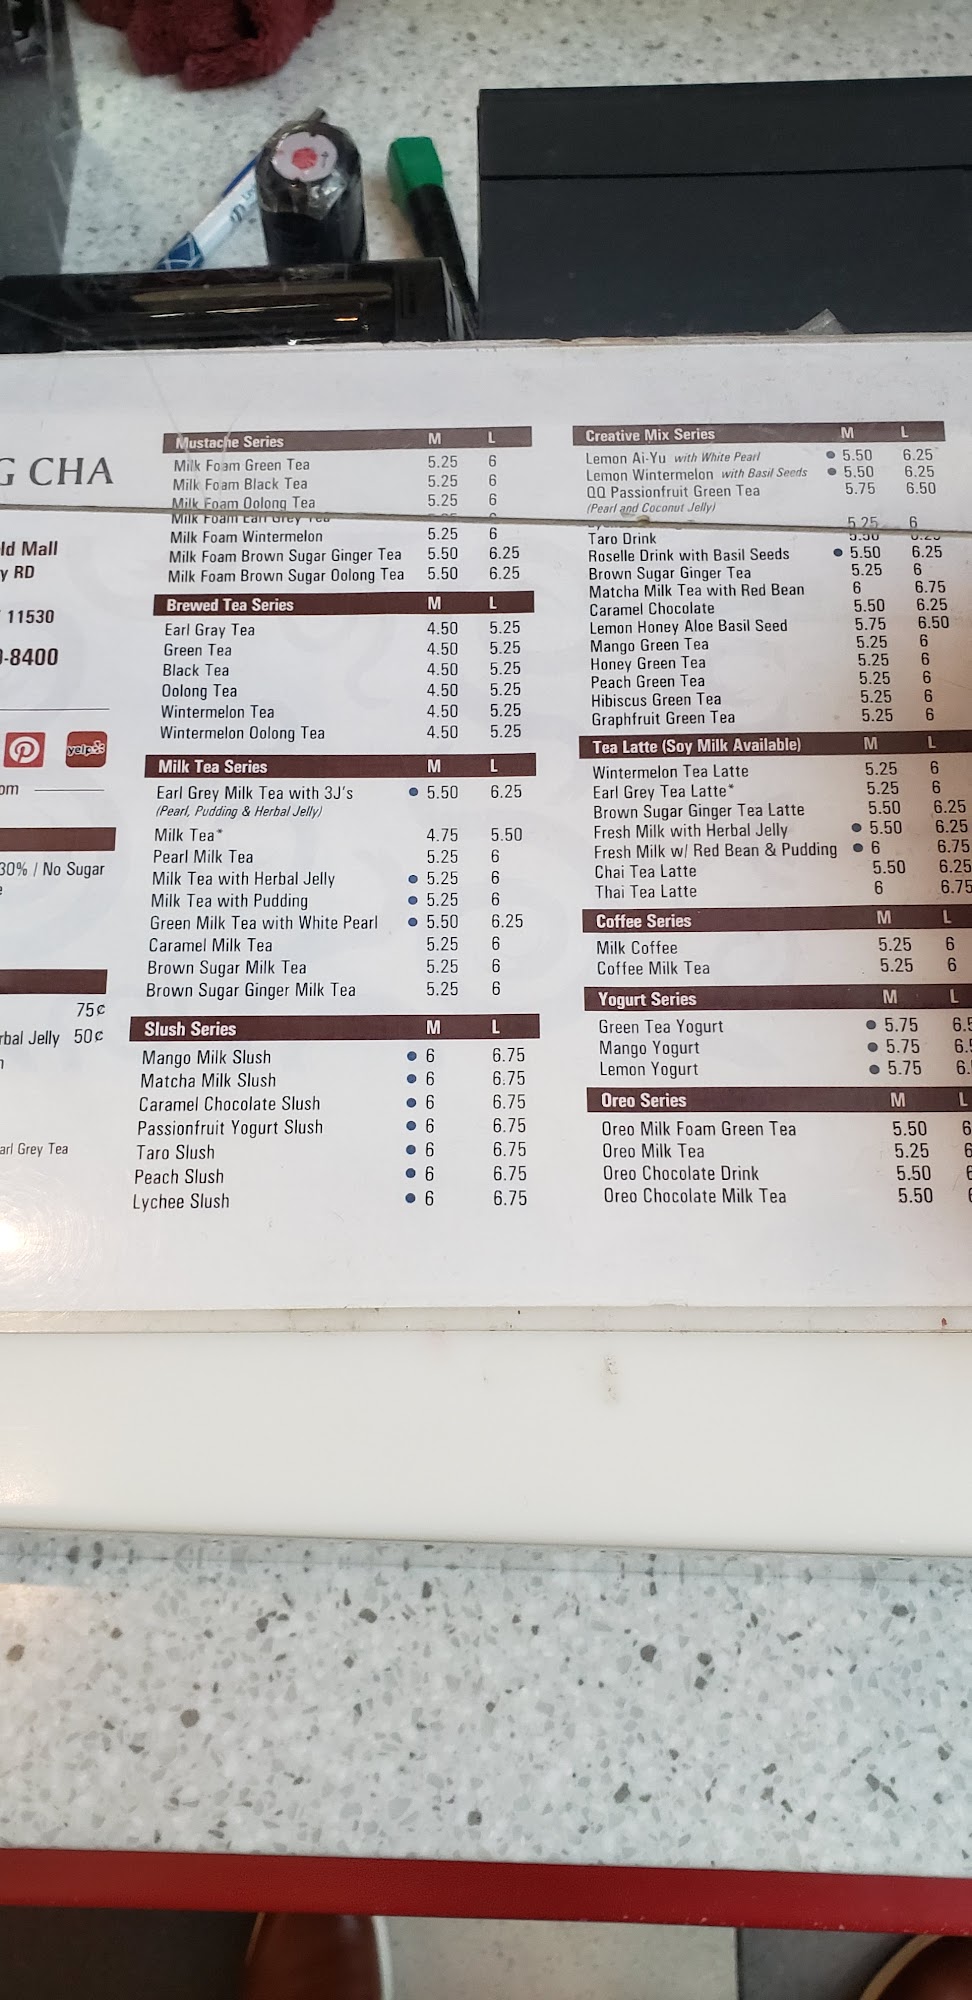 G CHA
ld Mall
y RD
11530
-8400
yelp
om
30% / No Sugar
75¢
rbal Jelly 50¢
arl Grey Tea
Mustache Series M L
Milk Foam Green Tea 5.25 6
Milk Foam Black Tea 5.25 6
Milk Foam Oolong Tea 5.25 6
Milk Foam Earl Grey Tea
Milk Foam Wintermelon 5.25 6
Milk Foam Brown Sugar Ginger Tea 5.50 6.25
Milk Foam Brown Sugar Oolong Tea 5.50 6.25
Brewed Tea Series M L
Earl Gray Tea 4.50 5.25
Green Tea 4.50 5.25
Black Tea 4.50 5.25
Oolong Tea 4.50 5.25
Wintermelon Tea 4.50 5.25
Wintermelon Oolong Tea 4.50 5.25
Milk Tea Series M L
Earl Grey Milk Tea with 3J's • 5.50 6.25
(Pearl, Pudding & Herbal Jelly)
Milk Tea* 4.75 5.50
Pearl Milk Tea 5.25 6
Milk Tea with Herbal Jelly • 5.25 6
Milk Tea with Pudding • 5.25 6
Green Milk Tea with White Pearl • 5.50 6.25
Caramel Milk Tea 5.25 6
Brown Sugar Milk Tea 5.25 6
Brown Sugar Ginger Milk Tea 5.25 6
Slush Series M L
Mango Milk Slush • 6 6.75
Matcha Milk Slush • 6 6.75
Caramel Chocolate Slush • 6 6.75
Passionfruit Yogurt Slush • 6 6.75
Taro Slush • 6 6.75
Peach Slush • 6 6.75
Lychee Slush • 6 6.75
Creative Mix Series M L
Lemon Ai-Yu with White Pearl • 5.50 6.25
Lemon Wintermelon with Basil Seeds • 5.50 6.25
QQ Passionfruit Green Tea 5.75 6.50
(Pearl and Coconut Jelly)
5.25 6
Taro Drink 5.50 6.25
Roselle Drink with Basil Seeds • 5.50 6.25
Brown Sugar Ginger Tea 5.25 6
Matcha Milk Tea with Red Bean 6 6.75
Caramel Chocolate 5.50 6.25
Lemon Honey Aloe Basil Seed 5.75 6.50
Mango Green Tea 5.25 6
Honey Green Tea 5.25 6
Peach Green Tea 5.25 6
Hibiscus Green Tea 5.25 6
Graphfruit Green Tea 5.25 6
Tea Latte (Soy Milk Available) M L
Wintermelon Tea Latte 5.25 6
Earl Grey Tea Latte* 5.25 6
Brown Sugar Ginger Tea Latte 5.50 6.25
Fresh Milk with Herbal Jelly • 5.50 6.25
Fresh Milk w/ Red Bean & Pudding • 6 6.75
Chai Tea Latte 5.50 6.25
Thai Tea Latte 6 6.75
Coffee Series M L
Milk Coffee 5.25 6
Coffee Milk Tea 5.25 6
Yogurt Series M L
Green Tea Yogurt • 5.75 6.5
Mango Yogurt • 5.75 6.5
Lemon Yogurt • 5.75 6.
Oreo Series M L
Oreo Milk Foam Green Tea 5.50 6
Oreo Milk Tea 5.25 6
Oreo Chocolate Drink 5.50 6
Oreo Chocolate Milk Tea 5.50 6